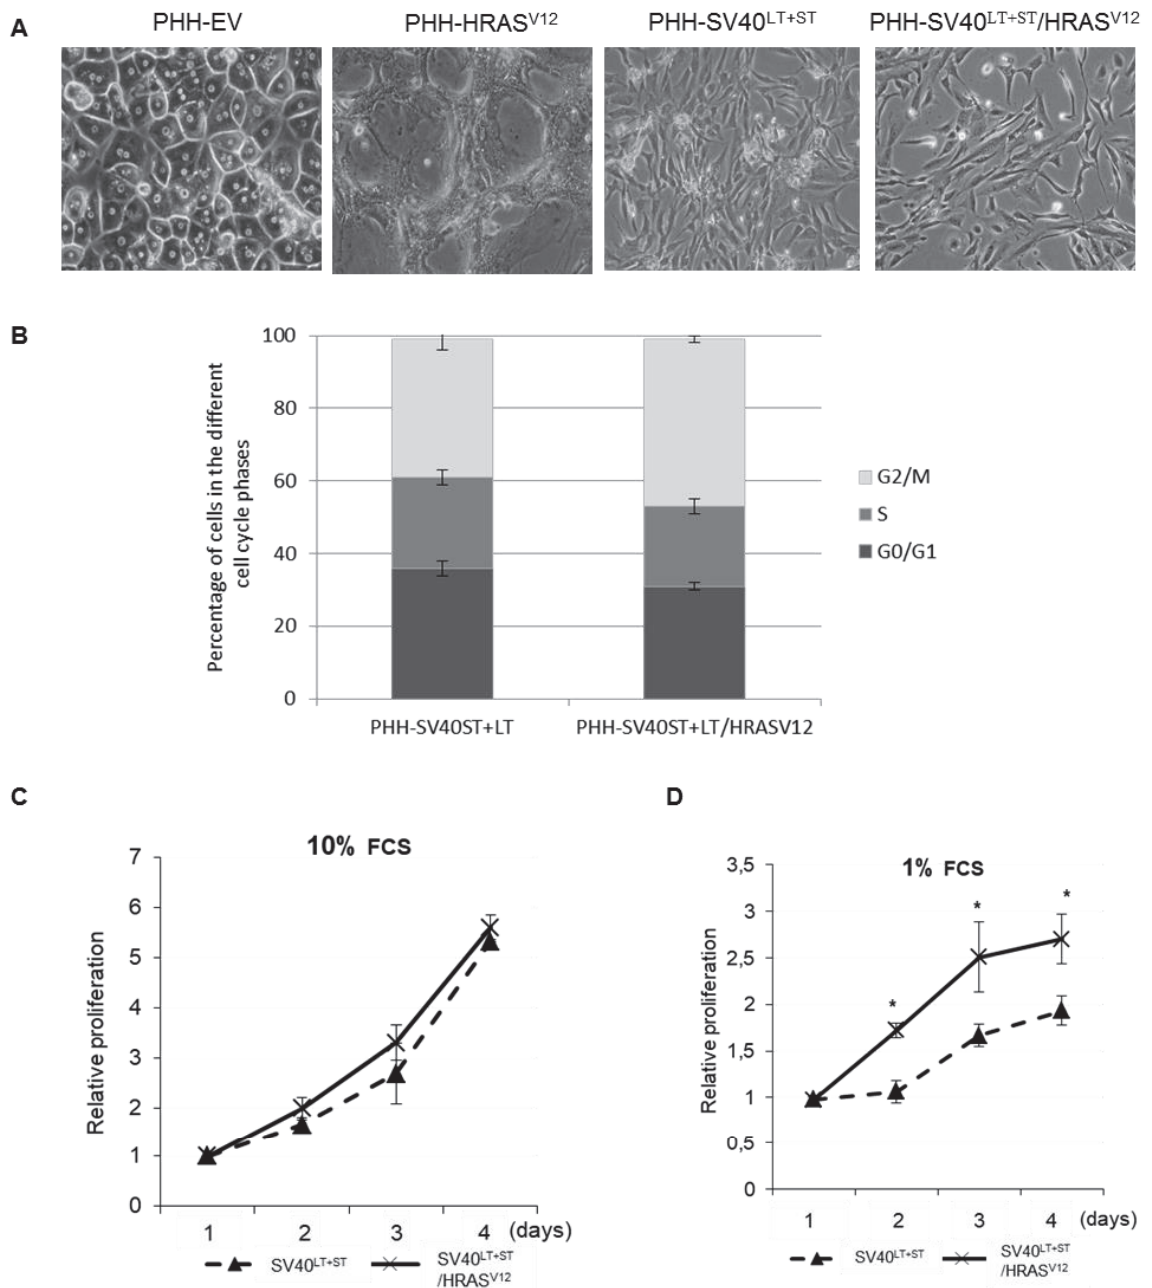 A
PHH-EV
PHH-HRASV12
PHH-SV40LT+ST
PHH-SV40LT+ST/HRASV12
B
Percentage of cells in the different
cell cycle phases
100
80
60
40
20
0
PHH-SV40ST+LT
PHH-SV40ST+LT/HRASV12
G2/M
S
G0/G1
C
10% FCS
Relative proliferation
7
6
5
4
3
2
1
0
1 2 3 4 (days)
SV40LT+ST
SV40LT+ST
/HRASV12
D
1% FCS
Relative proliferation
3,5
3
2,5
2
1,5
1
0,5
0
* * *
1 2 3 4 (days)
SV40LT+ST
SV40LT+ST
/HRASV12